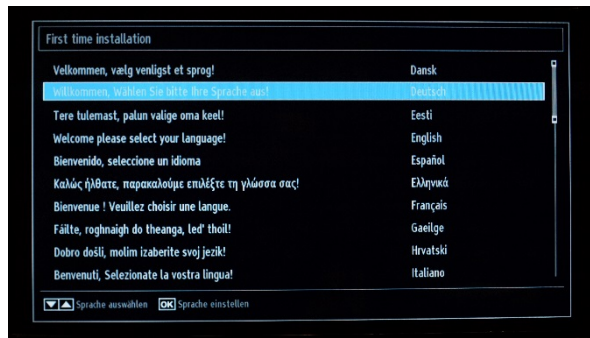 First time installation
Velkommen, vælg venligst et sprog! Dansk
Willkommen, Wählen Sie bitte Ihre Sprache aus! Deutsch
Tere tulemast, palun valige oma keel! Eesti
Welcome please select your language! English
Bienvenido, seleccione un idioma Español
Καλώς ήλθατε, παρακαλούμε επιλέξτε τη γλώσσα σας! Ελληνικά
Bienvenue ! Veuillez choisir une langue. Français
Fáilte, roghnaigh do theanga, led' thoil! Gaeilge
Dobro došli, molim izaberite svoj jezik! Hrvatski
Benvenuti, Selezionate la vostra lingua! Italiano
Sprache auswählen OK Sprache einstellen